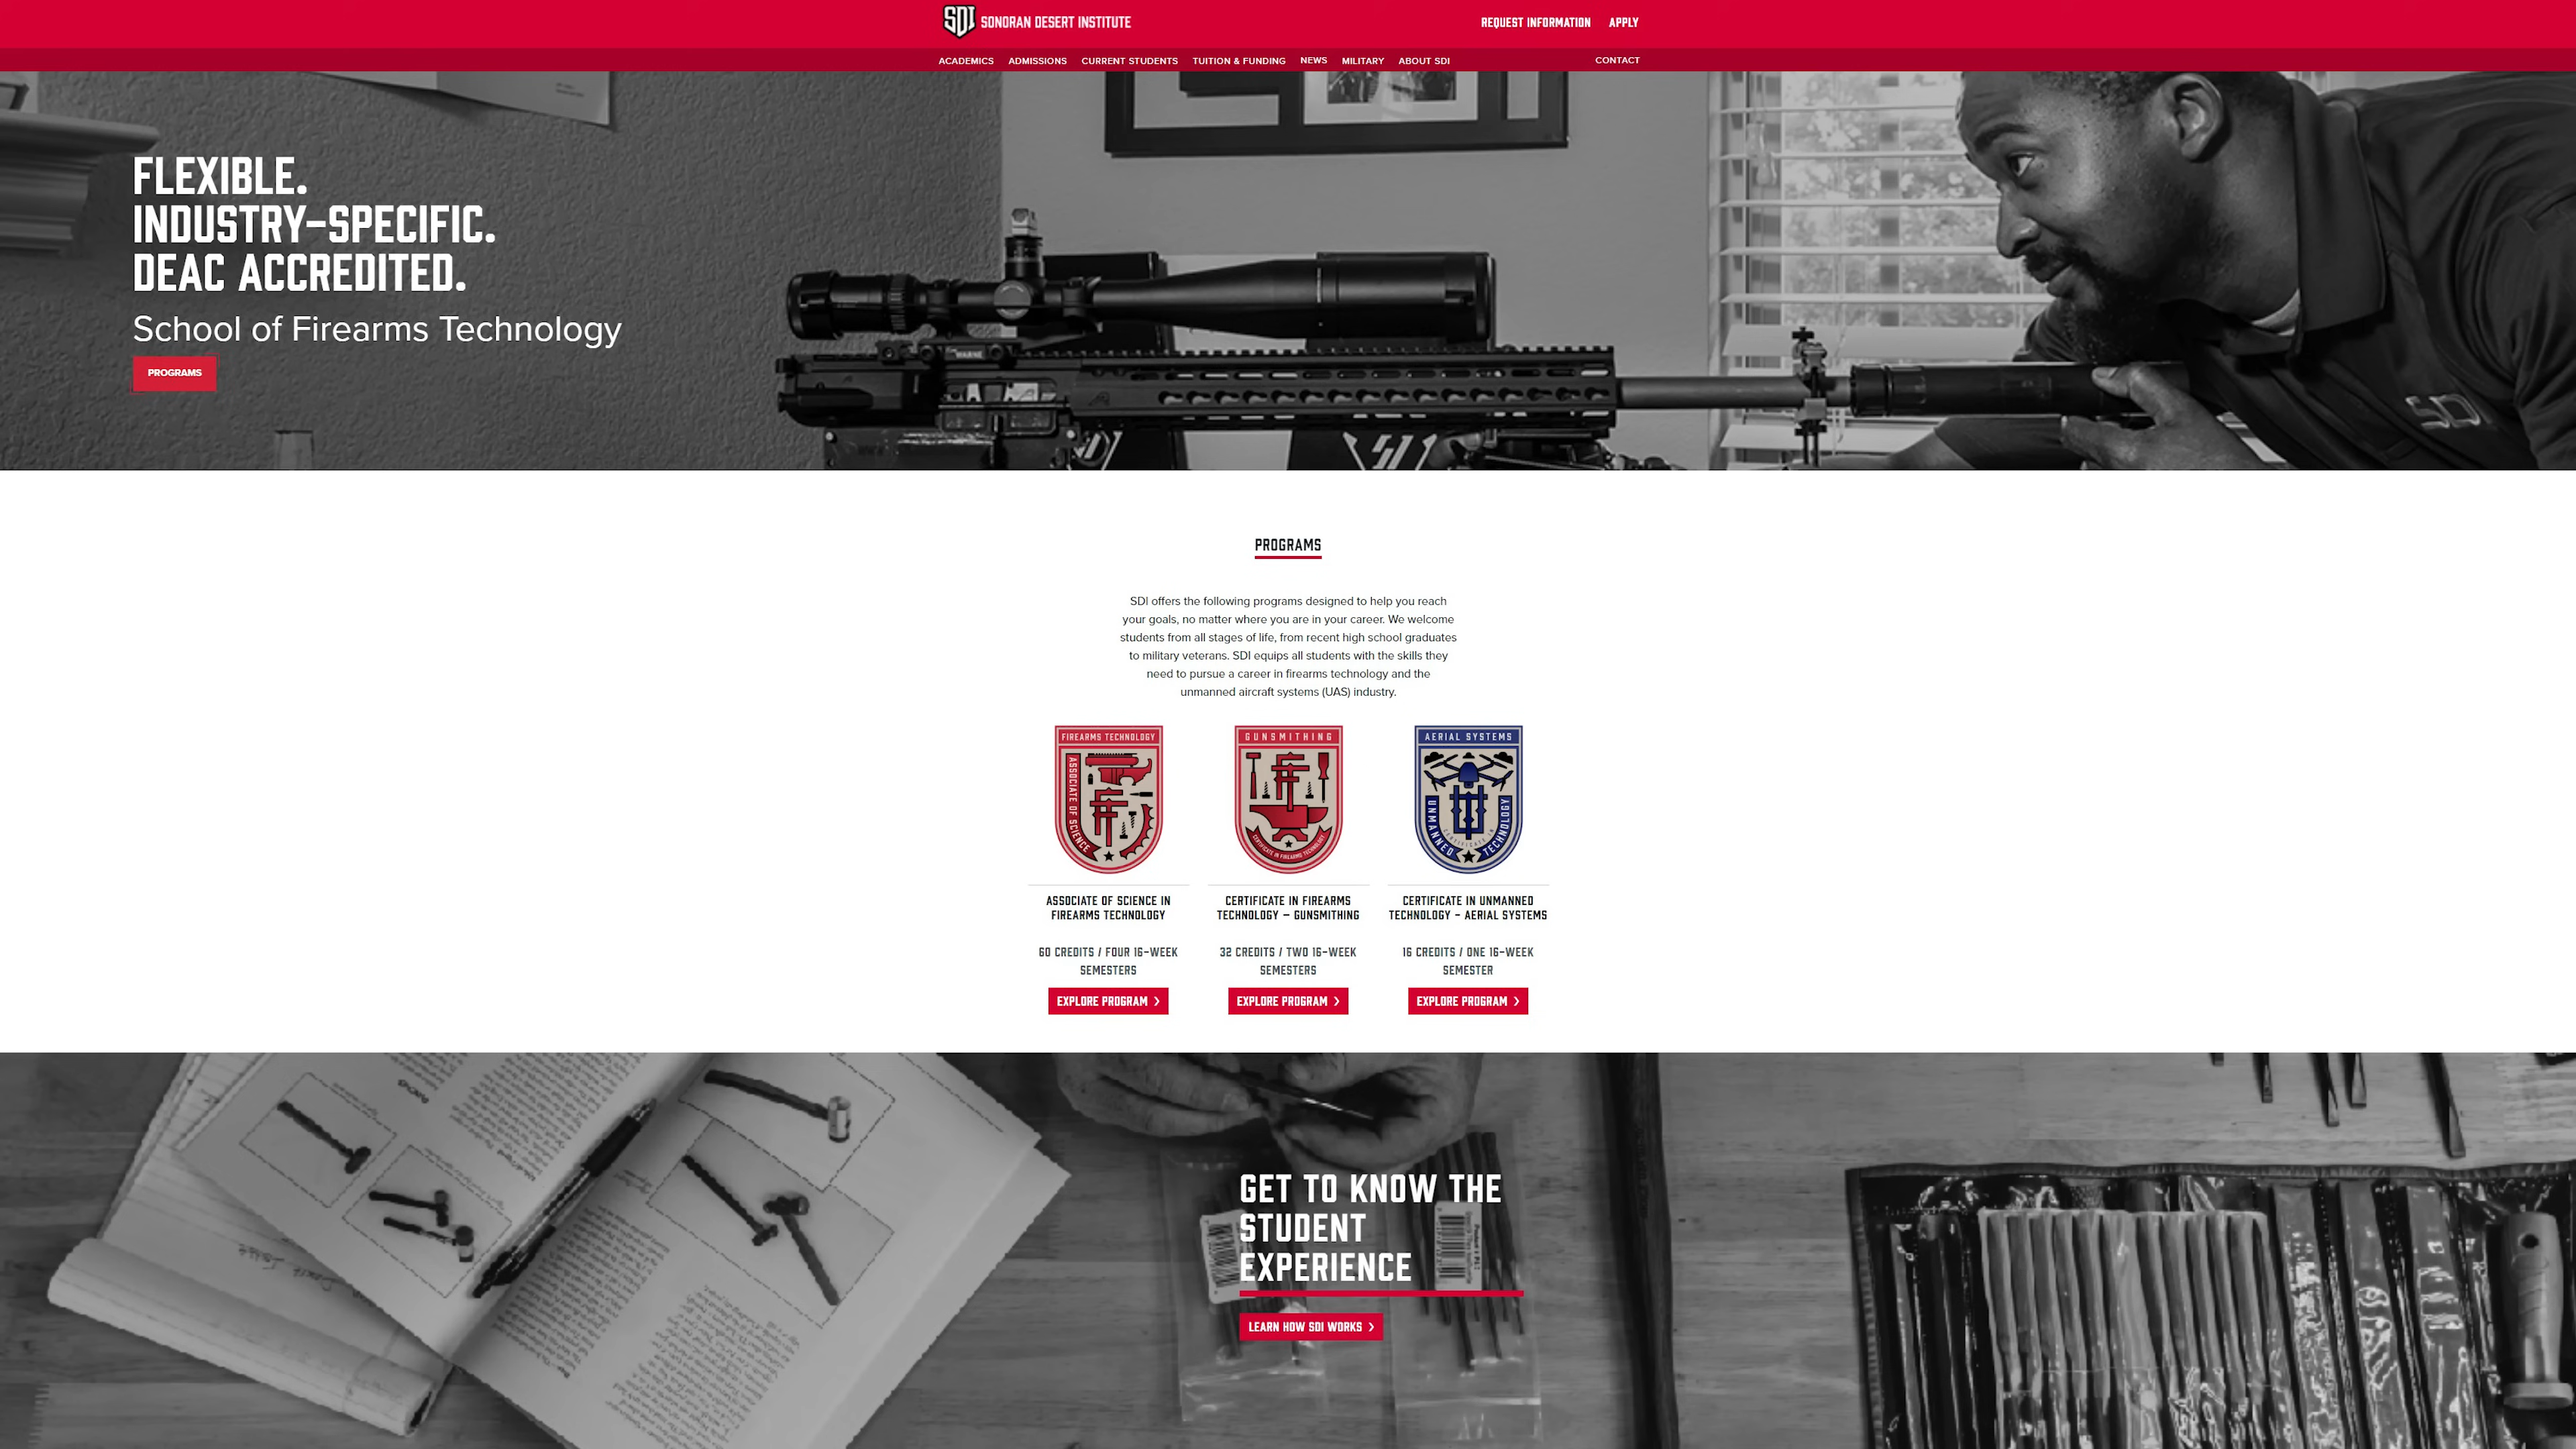 SDI SONORAN DESERT INSTITUTE
REQUEST INFORMATION
APPLY
ACADEMICS
ADMISSIONS
CURRENT STUDENTS
TUITION & FUNDING
NEWS
MILITARY
ABOUT SDI
CONTACT
FLEXIBLE.
INDUSTRY-SPECIFIC.
DEAC ACCREDITED.
School of Firearms Technology
PROGRAMS
PROGRAMS
SDI offers the following programs designed to help you reach
your goals, no matter where you are in your career. We welcome
students from all stages of life, from recent high school graduates
to military veterans. SDI equips all students with the skills they
need to pursue a career in firearms technology and the
unmanned aircraft systems (UAS) industry.
FIREARMS TECHNOLOGY
ASSOCIATE OF SCIENCE
GUNSMITHING
CERTIFICATE IN FIREARMS TECHNOLOGY
AERIAL SYSTEMS
CERTIFICATE IN
UNMANNED TECHNOLOGY
ASSOCIATE OF SCIENCE IN
FIREARMS TECHNOLOGY
60 CREDITS / FOUR 16-WEEK
SEMESTERS
EXPLORE PROGRAM
CERTIFICATE IN FIREARMS
TECHNOLOGY – GUNSMITHING
32 CREDITS / TWO 16-WEEK
SEMESTERS
EXPLORE PROGRAM
CERTIFICATE IN UNMANNED
TECHNOLOGY – AERIAL SYSTEMS
16 CREDITS / ONE 16-WEEK
SEMESTER
EXPLORE PROGRAM
GET TO KNOW THE
STUDENT
EXPERIENCE
LEARN HOW SDI WORKS